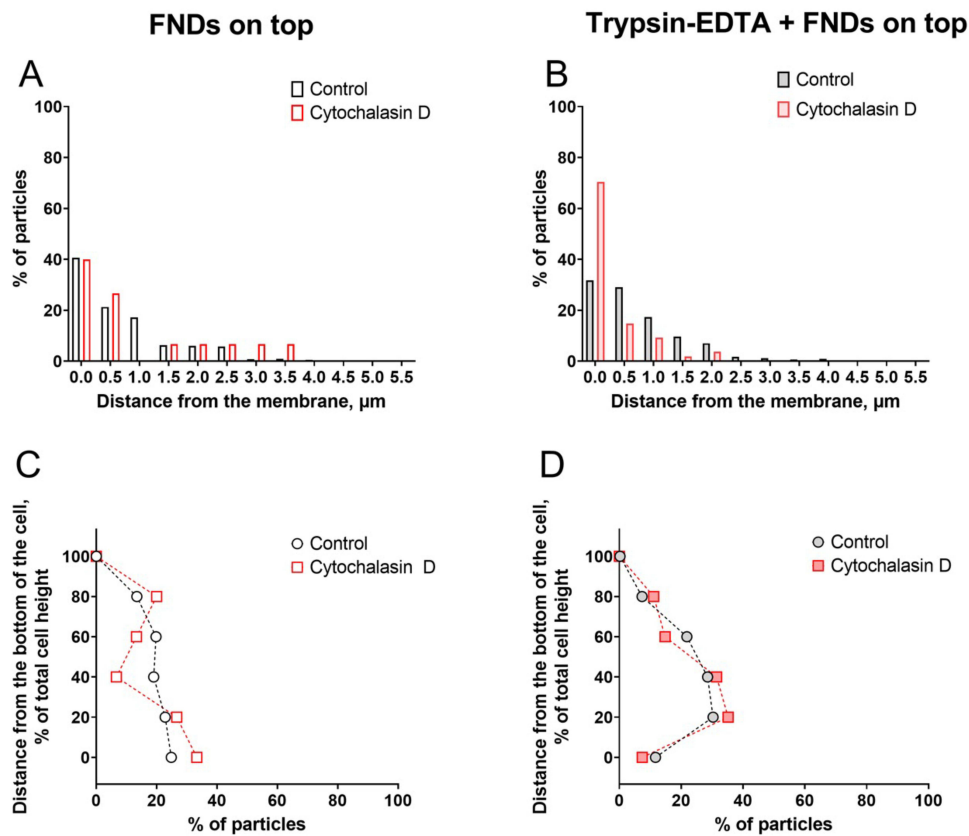 FNDs on top
Trypsin-EDTA + FNDs on top
A
Control
Cytochalasin D
100
80
60
40
20
0
% of particles
0.0 0.5 1.0 1.5 2.0 2.5 3.0 3.5 4.0 4.5 5.0 5.5
Distance from the membrane, µm
B
Control
Cytochalasin D
100
80
60
40
20
0
% of particles
0.0 0.5 1.0 1.5 2.0 2.5 3.0 3.5 4.0 4.5 5.0 5.5
Distance from the membrane, µm
C
Control
Cytochalasin D
Distance from the bottom of the cell,
% of total cell height
100
80
60
40
20
0
0 20 40 60 80 100
% of particles
D
Control
Cytochalasin D
Distance from the bottom of the cell,
% of total cell height
100
80
60
40
20
0
0 20 40 60 80 100
% of particles